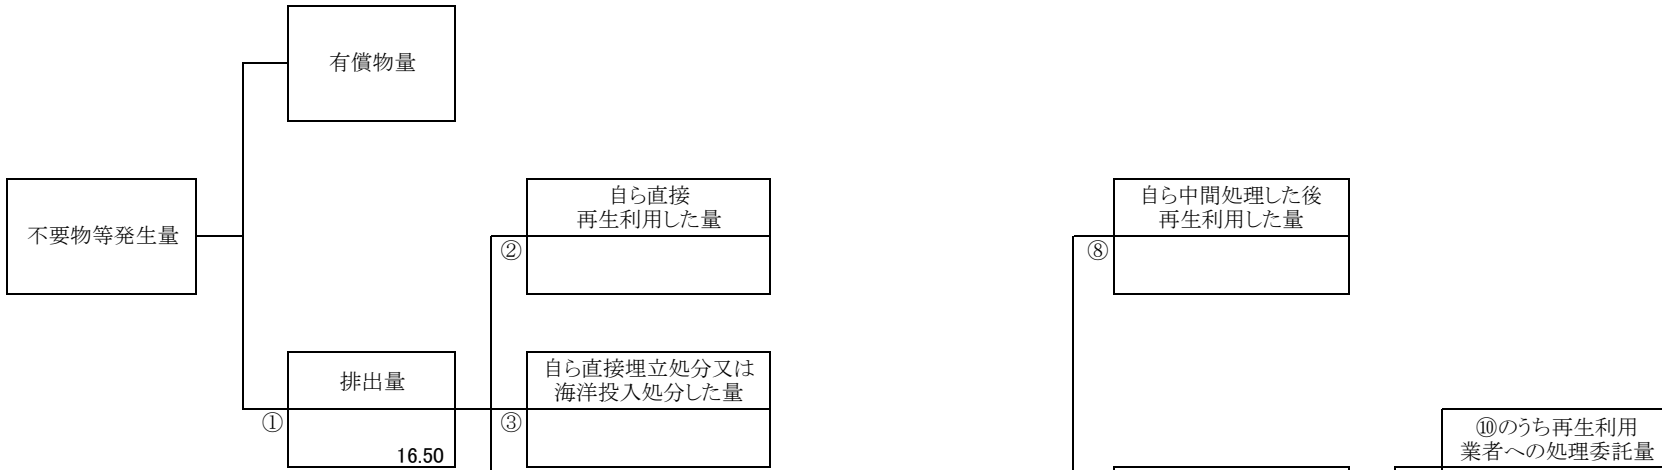 有償物量
不要物等発生量
自ら直接
再生利用した量
②
自ら中間処理した後
再生利用した量
⑧
排出量
①
16.50
自ら直接埋立処分又は
海洋投入処分した量
③
⑩のうち再生利用
業者への処理委託量